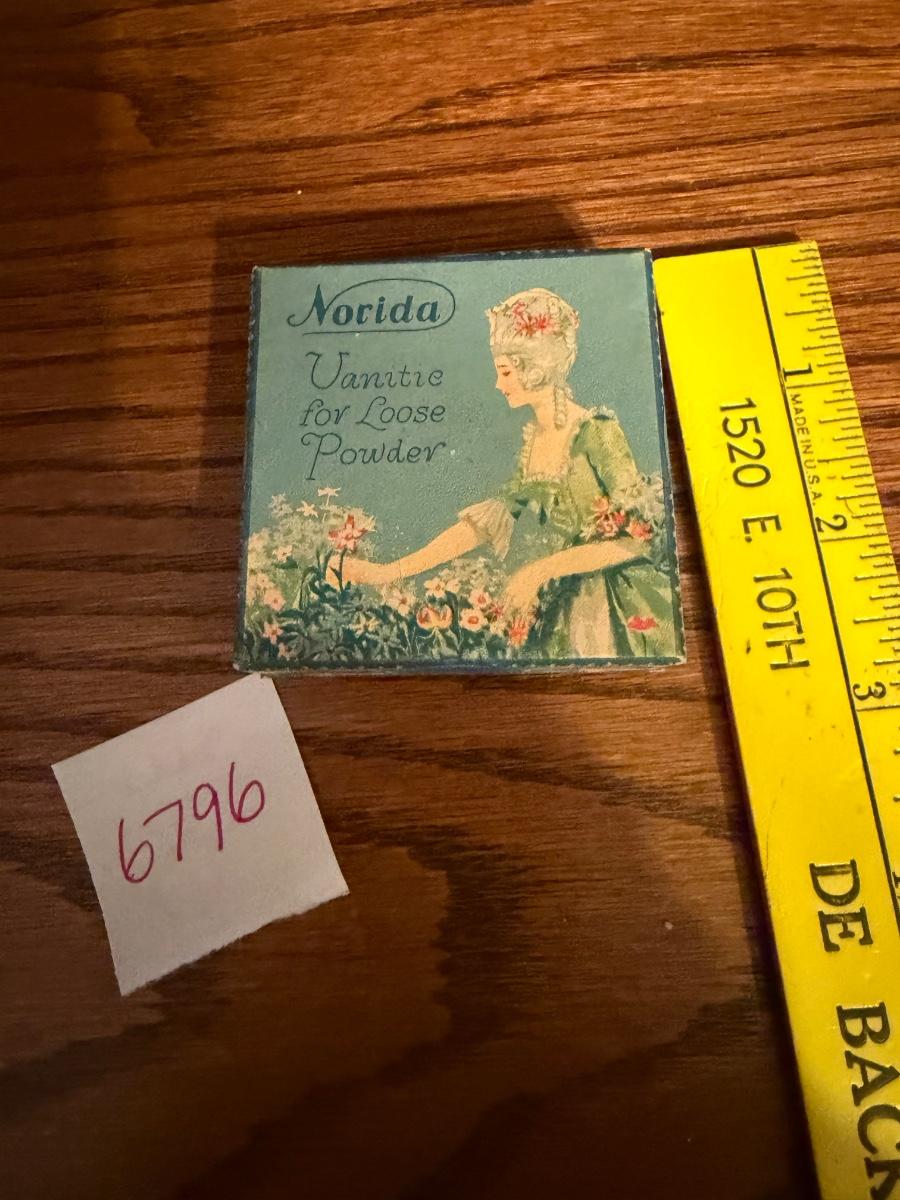 Norida
Vanitie
for Loose
Powder
6796
1
MADE IN U.S.A.
2
3
1520 E. 10TH
DE BACK